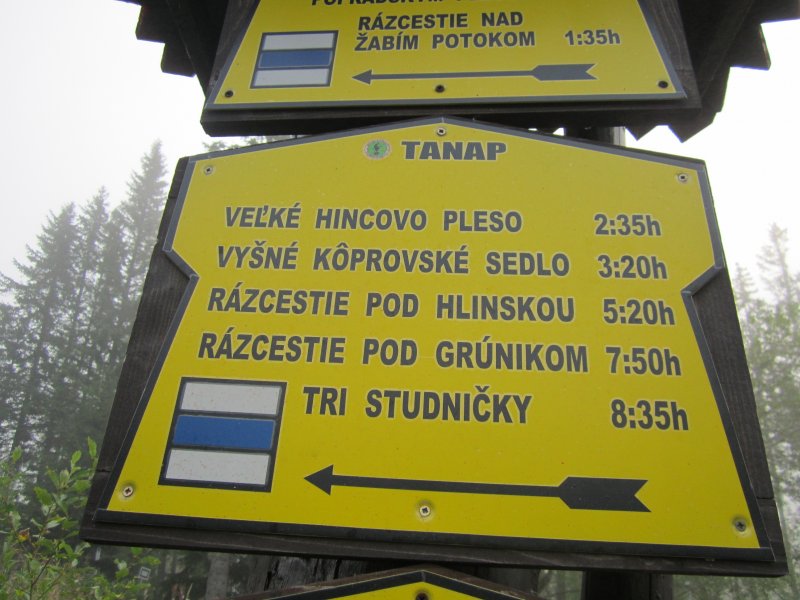 RÁZCESTIE NAD
ŽABÍM POTOKOM 1:35h
TANAP
VEĽKÉ HINCOVO PLESO 2:35h
VYŠNÉ KÔPROVSKÉ SEDLO 3:20h
RÁZCESTIE POD HLINSKOU 5:20h
RÁZCESTIE POD GRÚNIKOM 7:50h
TRI STUDNIČKY 8:35h